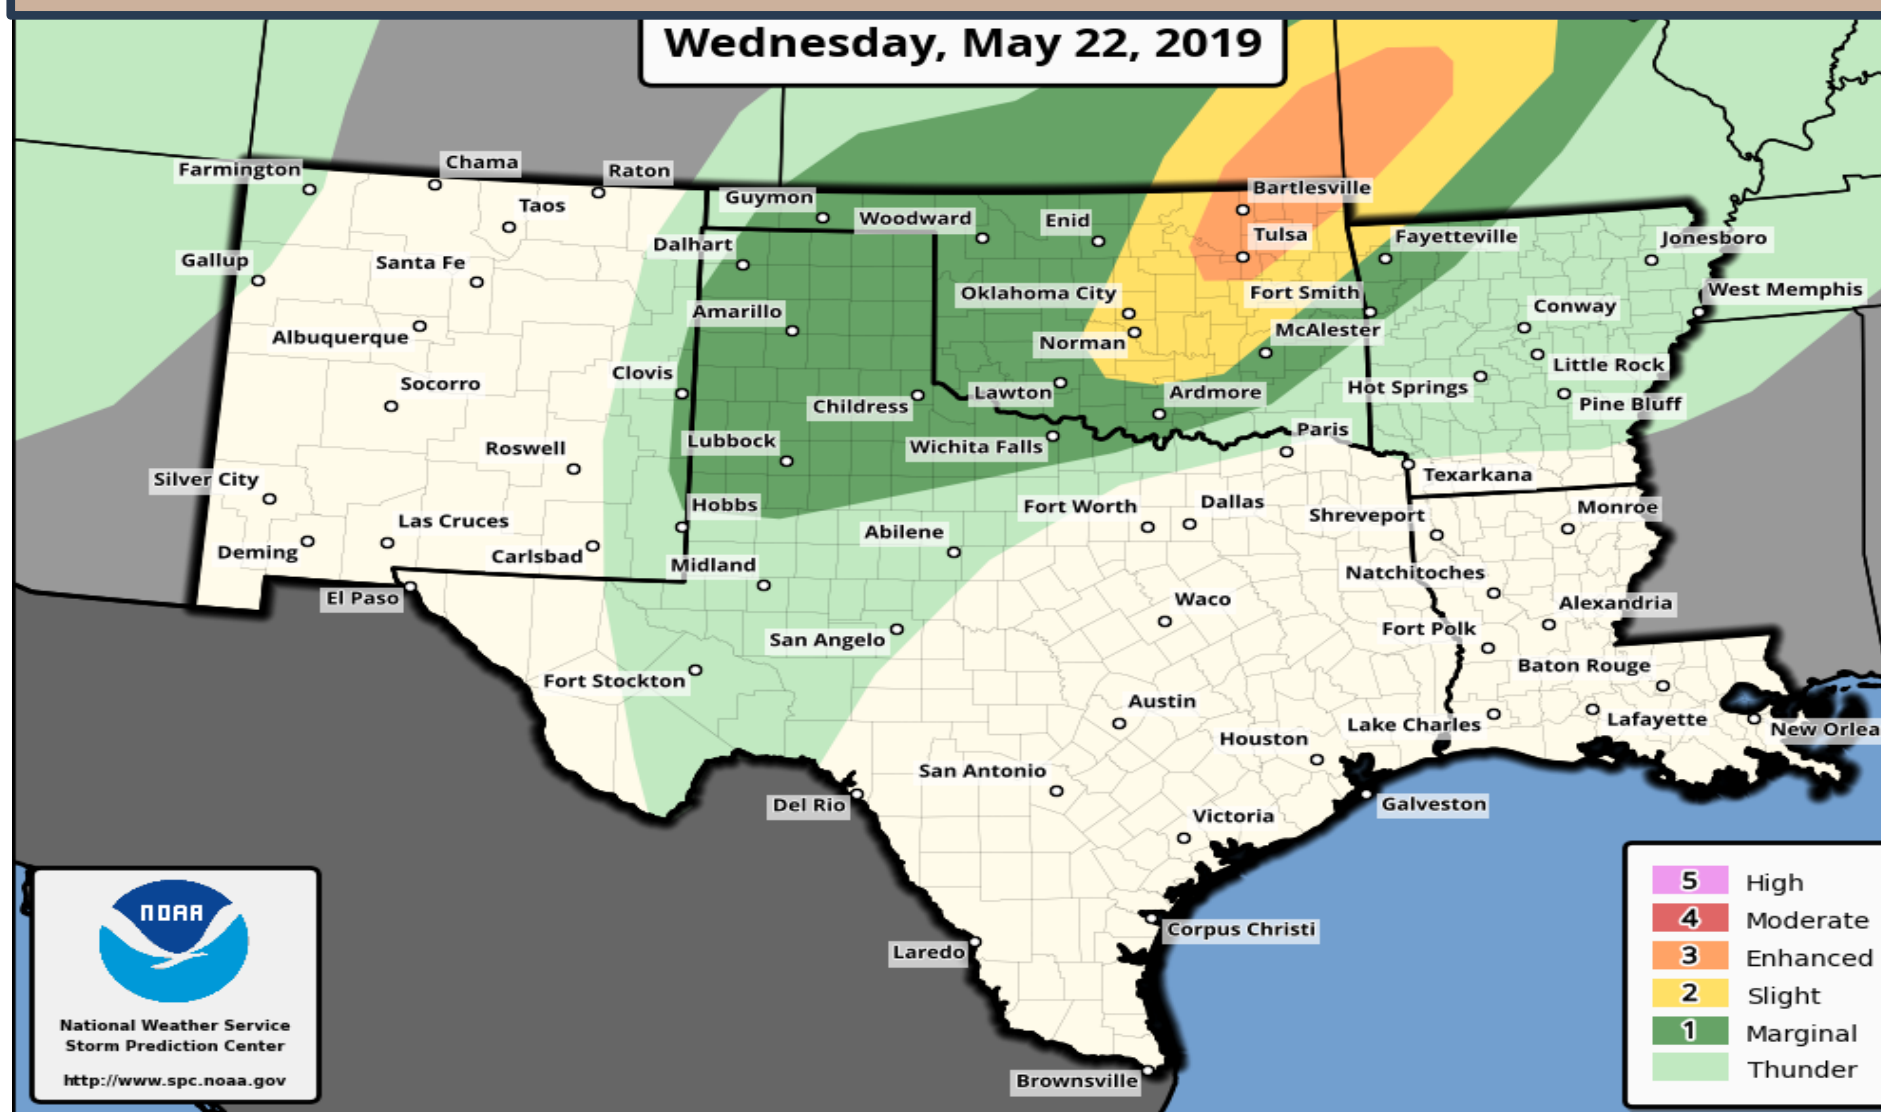 Wednesday, May 22, 2019
Farmington
Chama
Raton
Guymon
Woodward
Enid
Bartlesville
Taos
Tulsa
Fayetteville
Jonesboro
Gallup
Santa Fe
Dalhart
Oklahoma City
Fort Smith
West Memphis
Amarillo
Conway
Albuquerque
Norman
McAlester
Little Rock
Socorro
Clovis
Childress
Lawton
Ardmore
Hot Springs
Pine Bluff
Roswell
Lubbock
Wichita Falls
Paris
Silver City
Texarkana
Las Cruces
Hobbs
Fort Worth
Dallas
Shreveport
Monroe
Deming
Carlsbad
Midland
Abilene
Natchitoches
El Paso
Waco
Alexandria
San Angelo
Fort Polk
Fort Stockton
Baton Rouge
Austin
Lake Charles
Lafayette
New Orlea
Houston
San Antonio
Del Rio
Galveston
Victoria
Corpus Christi
Laredo
Brownsville
NOAA
National Weather Service
Storm Prediction Center
http://www.spc.noaa.gov
5 High
4 Moderate
3 Enhanced
2 Slight
1 Marginal
Thunder